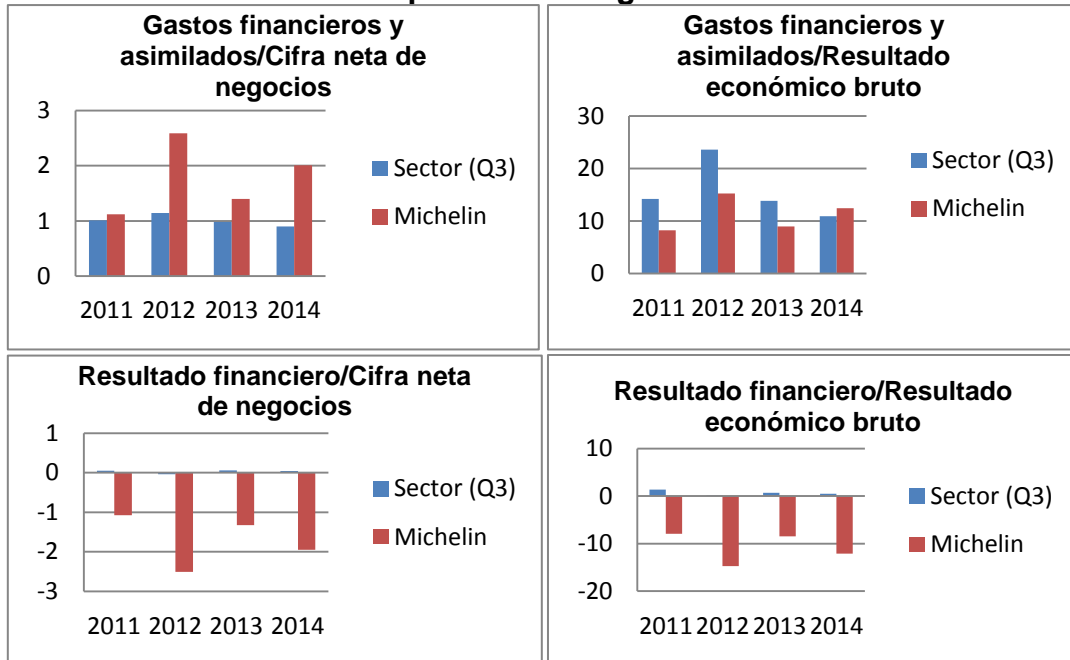 Gastos financieros y
asimilados/Cifra neta de
negocios
3
2
1
0
2011 2012 2013 2014
Sector (Q3)
Michelin
Gastos financieros y
asimilados/Resultado
económico bruto
30
20
10
0
2011 2012 2013 2014
Sector (Q3)
Michelin
Resultado financiero/Cifra neta
de negocios
1
0
-1
-2
-3
2011 2012 2013 2014
Sector (Q3)
Michelin
Resultado financiero/Resultado
económico bruto
10
0
-10
-20
2011 2012 2013 2014
Sector (Q3)
Michelin